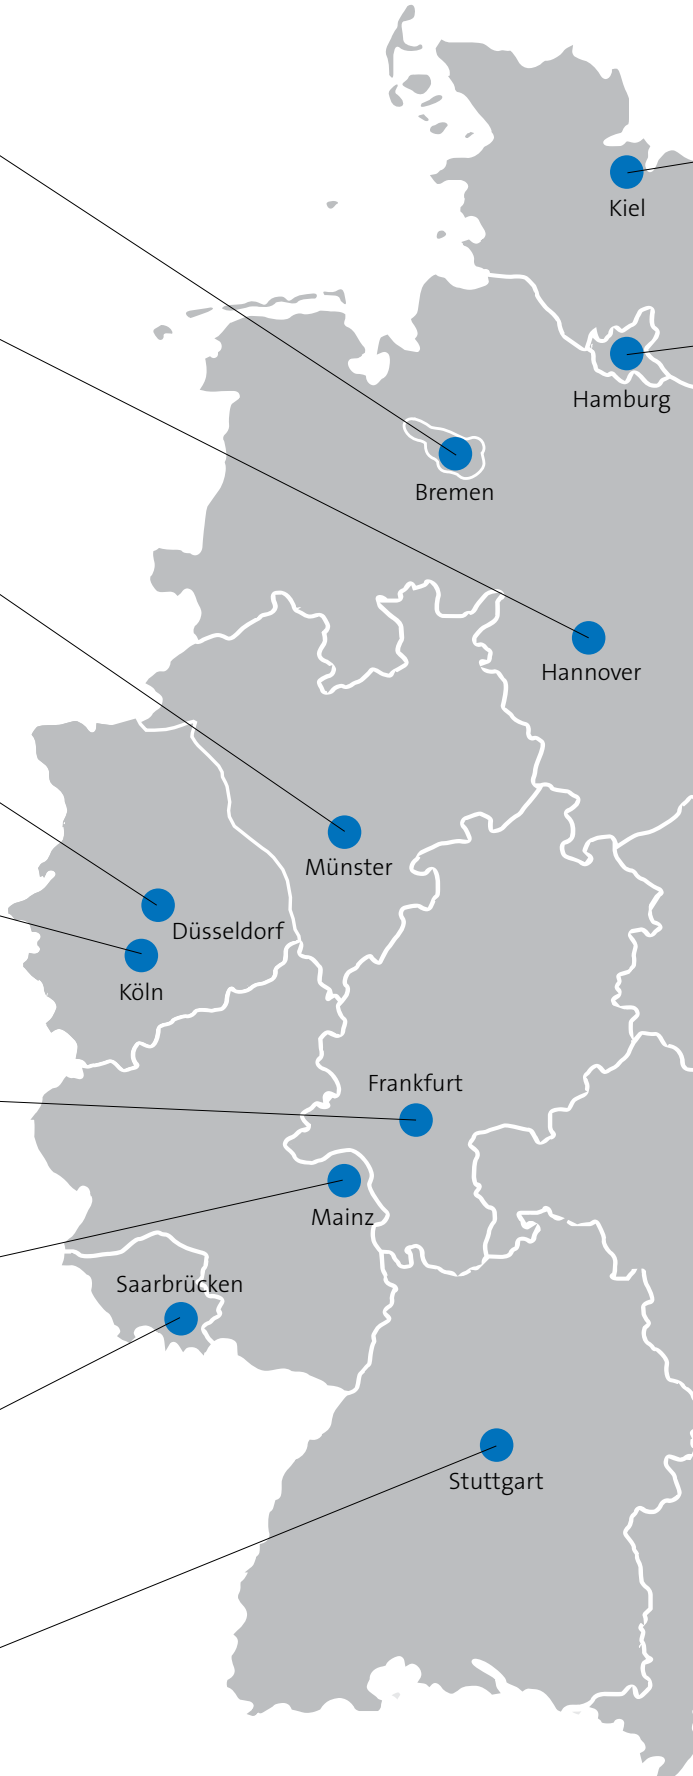 Kiel
Hamburg
Bremen
Hannover
Münster
Düsseldorf
Köln
Frankfurt
Mainz
Saarbrücken
Stuttgart